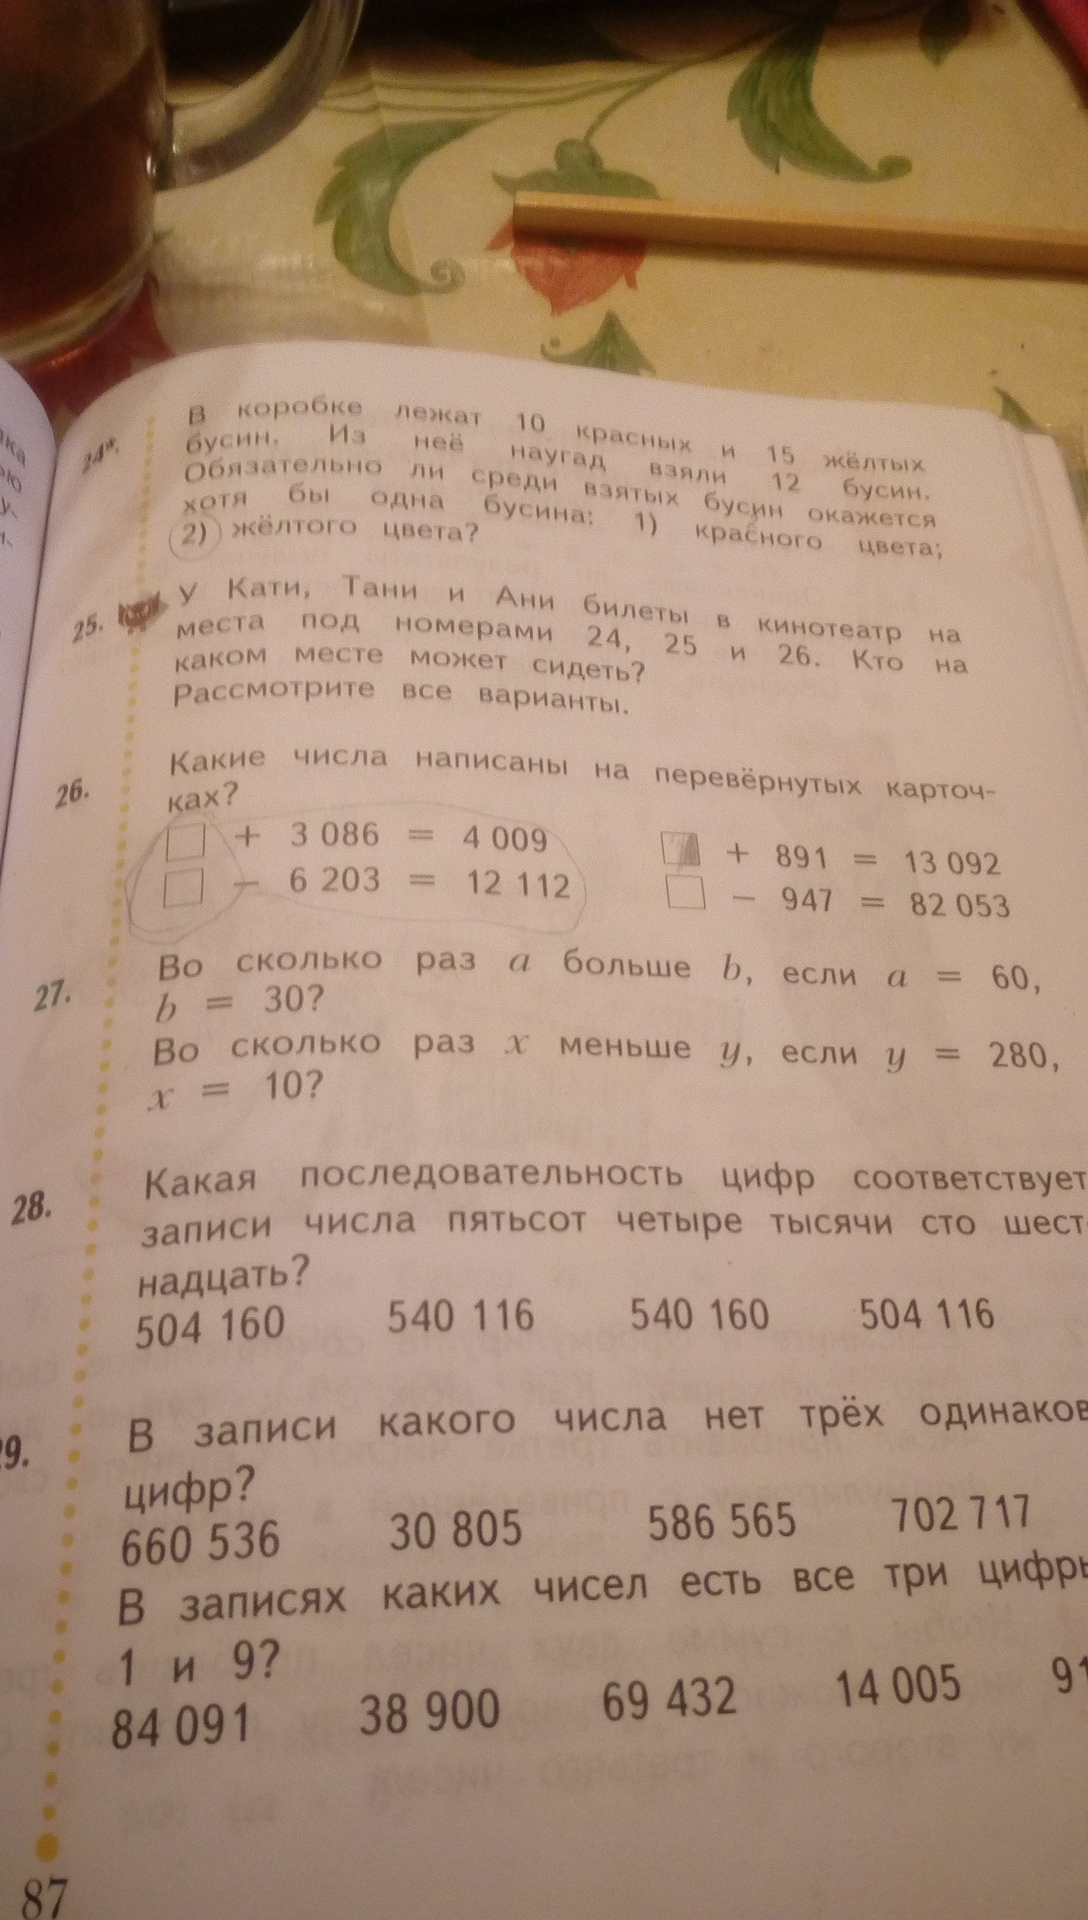 24*. В коробке лежат 10 красных и 15 жёлтых
бусин. Из неё наугад взяли 12 бусин.
Обязательно ли среди взятых бусин окажется
хотя бы одна бусина: 1) красного цвета;
2) жёлтого цвета?
25. У Кати, Тани и Ани билеты в кинотеатр на
места под номерами 24, 25 и 26. Кто на
каком месте может сидеть?
Рассмотрите все варианты.
26. Какие числа написаны на перевёрнутых карточ-
ках?
□ + 3 086 = 4 009 □ + 891 = 13 092
□ − 6 203 = 12 112 □ − 947 = 82 053
27. Во сколько раз a больше b, если a = 60,
b = 30?
Во сколько раз x меньше y, если y = 280,
x = 10?
28. Какая последовательность цифр соответствует
записи числа пятьсот четыре тысячи сто шест-
надцать?
504 160 540 116 540 160 504 116
9. В записи какого числа нет трёх одинаков
цифр?
660 536 30 805 586 565 702 717
В записях каких чисел есть все три цифры
1 и 9?
84 091 38 900 69 432 14 005 91
87